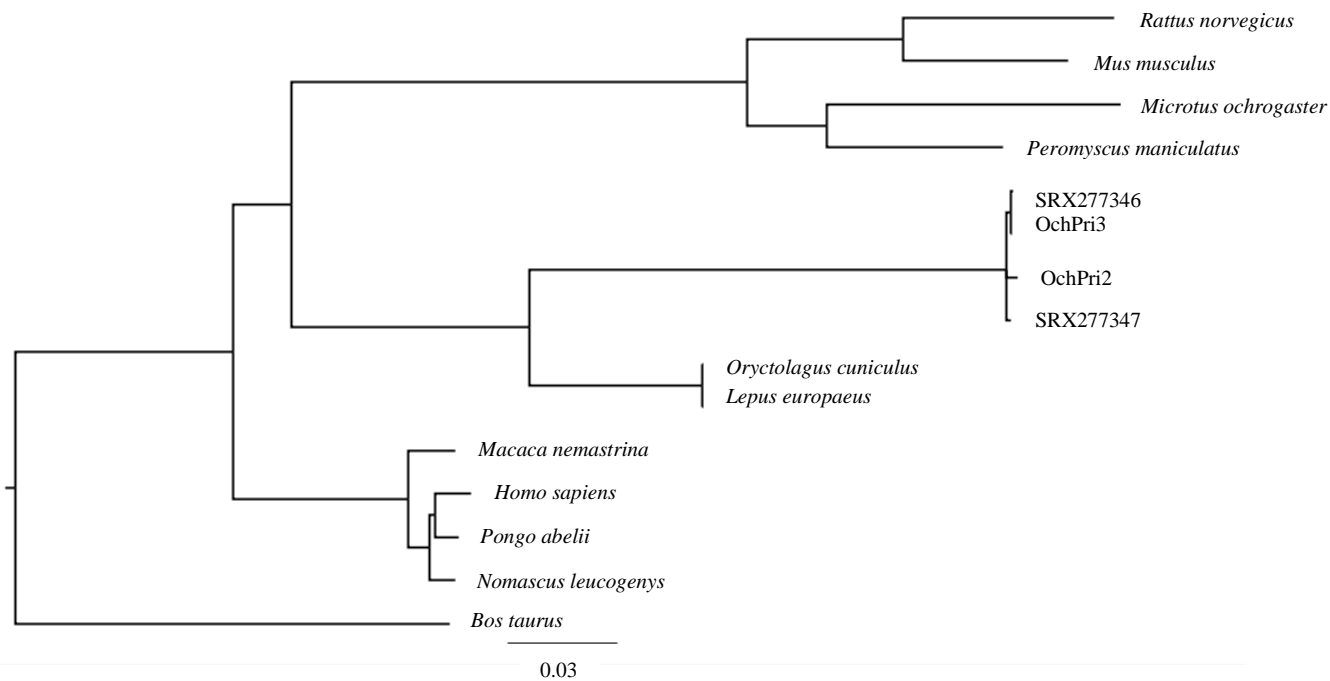 Rattus norvegicus
Mus musculus
Microtus ochrogaster
Peromyscus maniculatus
SRX277346
OchPri3
OchPri2
SRX277347
Oryctolagus cuniculus
Lepus europaeus
Macaca nemastrina
Homo sapiens
Pongo abelii
Nomascus leucogenys
Bos taurus
0.03